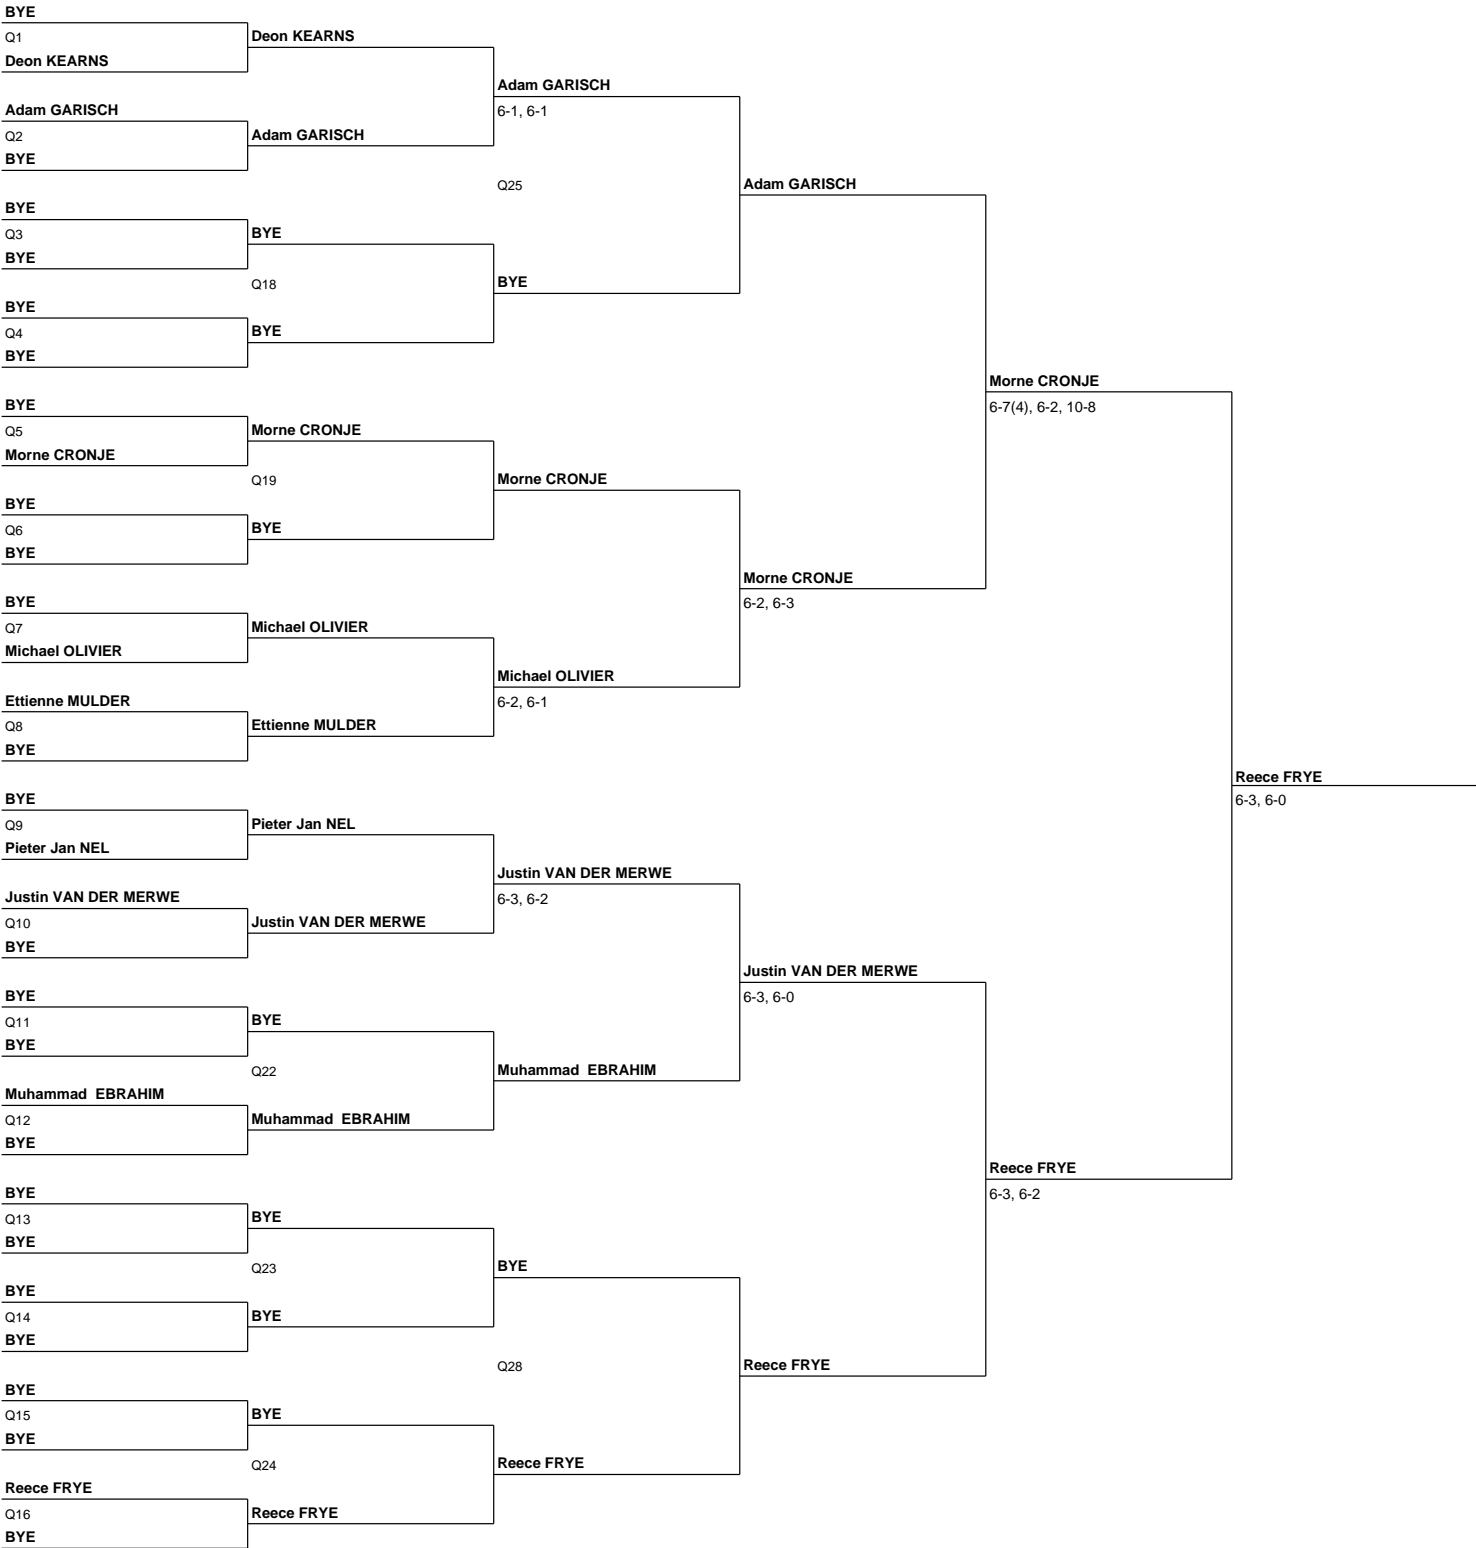 BYE
Q1
Deon KEARNS
Deon KEARNS
Adam GARISCH
6-1, 6-1
Adam GARISCH
Q2
BYE
Adam GARISCH
Q25
Adam GARISCH
BYE
Q3
BYE
BYE
Q18
BYE
BYE
Q4
BYE
BYE
Morne CRONJE
6-7(4), 6-2, 10-8
BYE
Q5
Morne CRONJE
Morne CRONJE
Q19
Morne CRONJE
BYE
Q6
BYE
BYE
Morne CRONJE
6-2, 6-3
BYE
Q7
Michael OLIVIER
Michael OLIVIER
Michael OLIVIER
6-2, 6-1
Ettienne MULDER
Q8
BYE
Ettienne MULDER
Reece FRYE
6-3, 6-0
BYE
Q9
Pieter Jan NEL
Pieter Jan NEL
Justin VAN DER MERWE
6-3, 6-2
Justin VAN DER MERWE
Q10
BYE
Justin VAN DER MERWE
Justin VAN DER MERWE
6-3, 6-0
BYE
Q11
BYE
BYE
Q22
Muhammad  EBRAHIM
Muhammad  EBRAHIM
Q12
BYE
Muhammad  EBRAHIM
Reece FRYE
6-3, 6-2
BYE
Q13
BYE
BYE
Q23
BYE
BYE
Q14
BYE
BYE
Q28
Reece FRYE
BYE
Q15
BYE
BYE
Q24
Reece FRYE
Reece FRYE
Q16
BYE
Reece FRYE